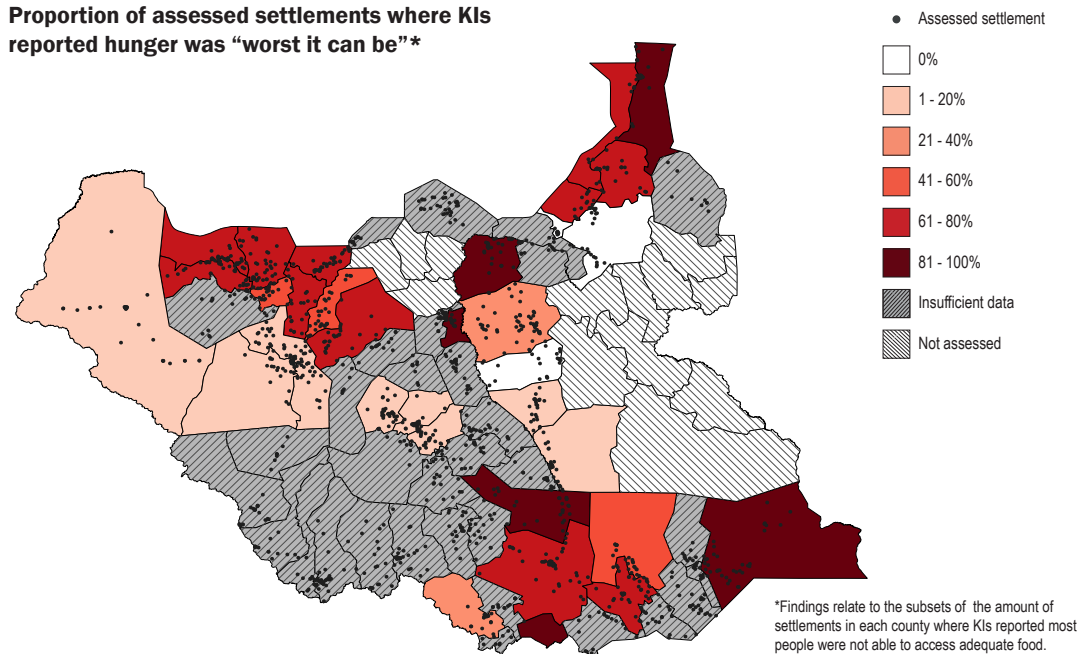 Proportion of assessed settlements where KIs
reported hunger was “worst it can be”*
Assessed settlement
0%
1 - 20%
21 - 40%
41 - 60%
61 - 80%
81 - 100%
Insufficient data
Not assessed
*Findings relate to the subsets of the amount of
settlements in each county where KIs reported most
people were not able to access adequate food.